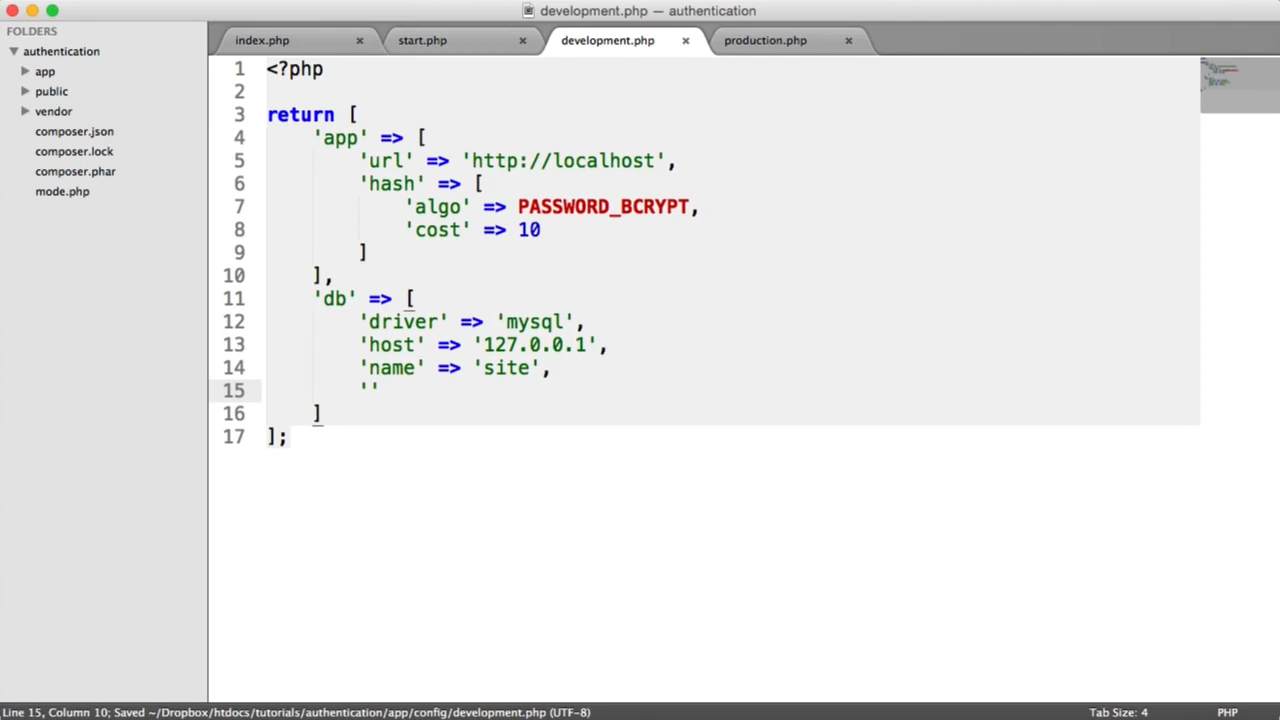 development.php — authentication
FOLDERS
authentication
app
public
vendor
composer.json
composer.lock
composer.phar
mode.php
index.php
start.php
development.php
production.php
1 <?php
2
3 return [
4     'app' => [
5         'url' => 'http://localhost',
6         'hash' => [
7             'algo' => PASSWORD_BCRYPT,
8             'cost' => 10
9         ]
10     ],
11     'db' => [
12         'driver' => 'mysql',
13         'host' => '127.0.0.1',
14         'name' => 'site',
15         ''
16     ]
17 ];
Line 15, Column 10; Saved ~/Dropbox/htdocs/tutorials/authentication/app/config/development.php (UTF-8)
Tab Size: 4
PHP